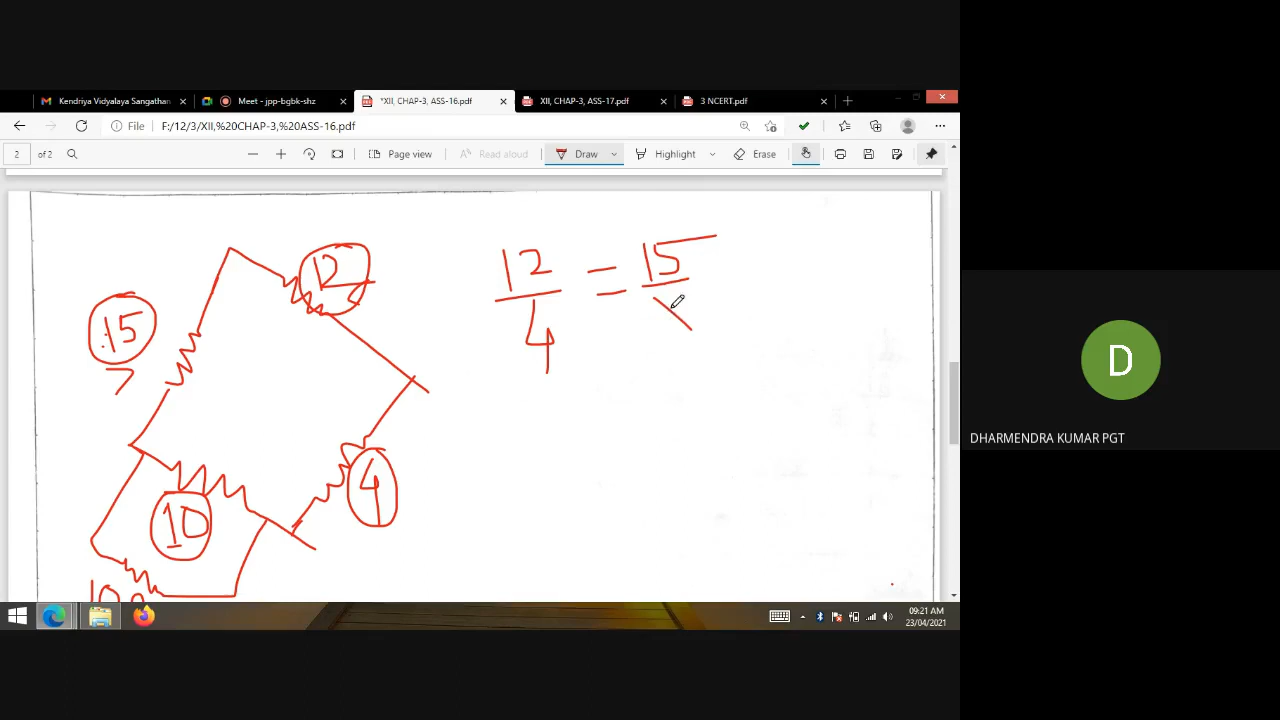 Kendriya Vidyalaya Sangathan
Meet - jpp-bgbk-shz
*XII, CHAP-3, ASS-16.pdf
XII, CHAP-3, ASS-17.pdf
3 NCERT.pdf
File
F:/12/3/XII,%20CHAP-3,%20ASS-16.pdf
2 of 2
Page view
Read aloud
Draw
Highlight
Erase
12
15
4
10
12 = 15
4
D
DHARMENDRA KUMAR PGT
09:21 AM
23/04/2021